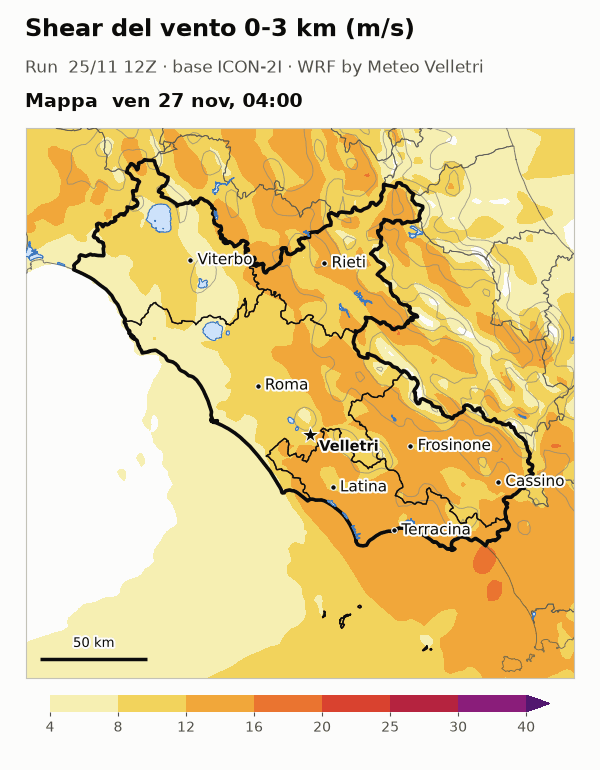 Shear del vento 0-3 km (m/s)
Run  25/11 12Z · base ICON-2I · WRF by Meteo Velletri
Mappa  ven 27 nov, 04:00
Viterbo
Rieti
Roma
Velletri
Frosinone
Latina
Cassino
Terracina
50 km
4 8 12 16 20 25 30 40